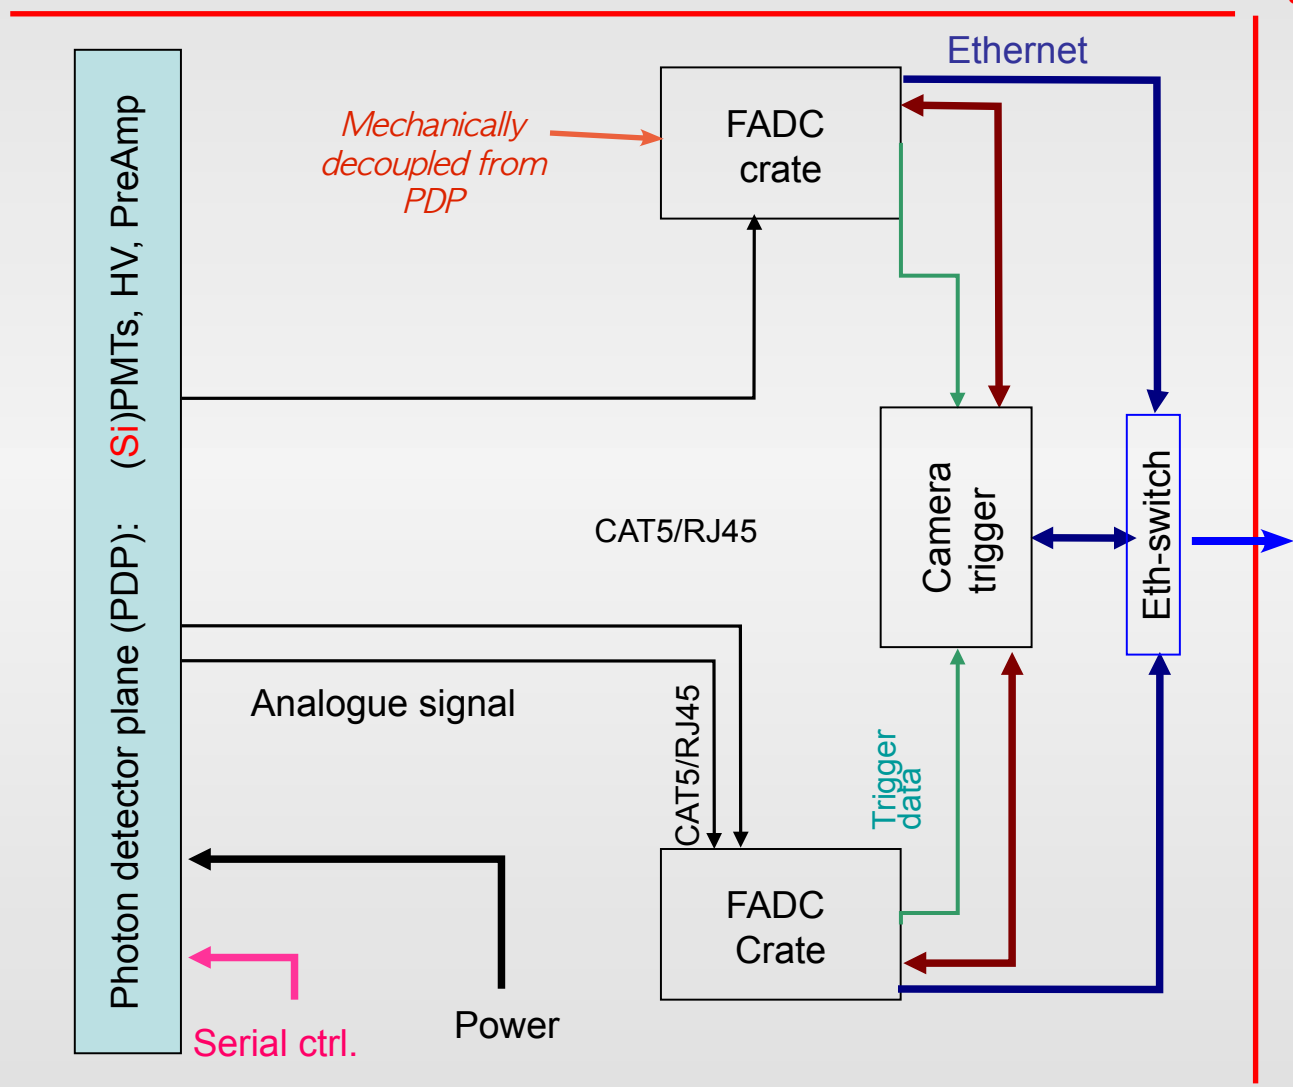 Ethernet
Mechanically
decoupled from
PDP
FADC
crate
Photon detector plane (PDP): (Si)PMTs, HV, PreAmp
CAT5/RJ45
Camera
trigger
Eth-switch
Analogue signal
CAT5/RJ45
Trigger
data
FADC
Crate
Power
Serial ctrl.